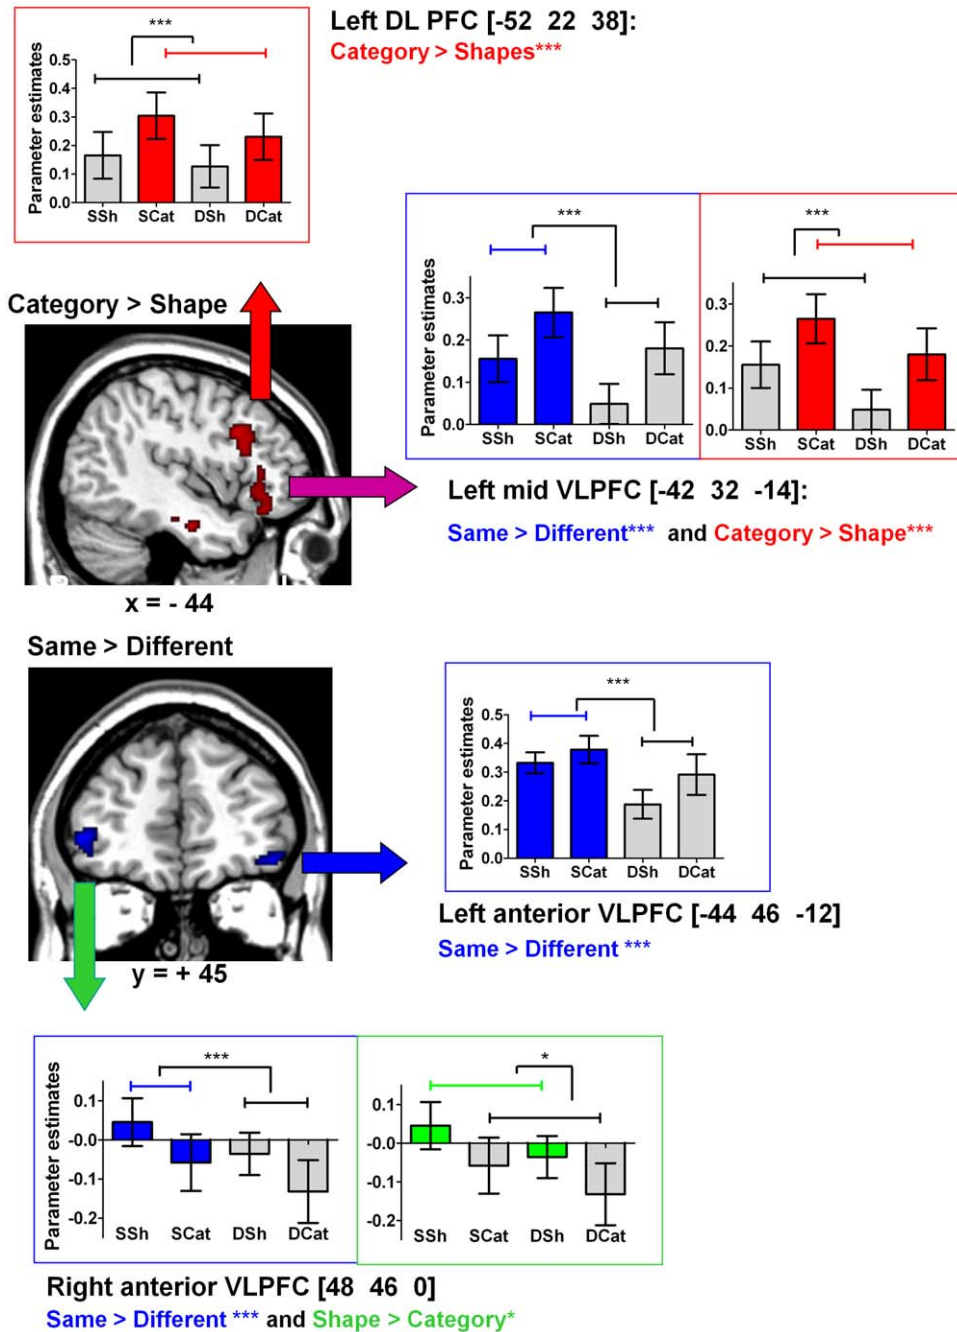 Left DL PFC [-52 22 38]:
Category > Shapes***
***
Parameter estimates
0.5
0.4
0.3
0.2
0.1
0.0
SSh SCat DSh DCat
Category > Shape
x = - 44
***
Parameter estimates
0.3
0.2
0.1
0.0
SSh SCat DSh DCat
***
Parameter estimates
0.3
0.2
0.1
0.0
SSh SCat DSh DCat
Left mid VLPFC [-42 32 -14]:
Same > Different*** and Category > Shape***
Same > Different
y = + 45
***
Parameter estimates
0.5
0.4
0.3
0.2
0.1
0.0
SSh SCat DSh DCat
Left anterior VLPFC [-44 46 -12]
Same > Different ***
***
Parameter estimates
0.1
-0.0
-0.1
-0.2
SSh SCat DSh DCat
*
Parameter estimates
0.1
-0.0
-0.1
-0.2
SSh SCat DSh DCat
Right anterior VLPFC [48 46 0]
Same > Different *** and Shape > Category*